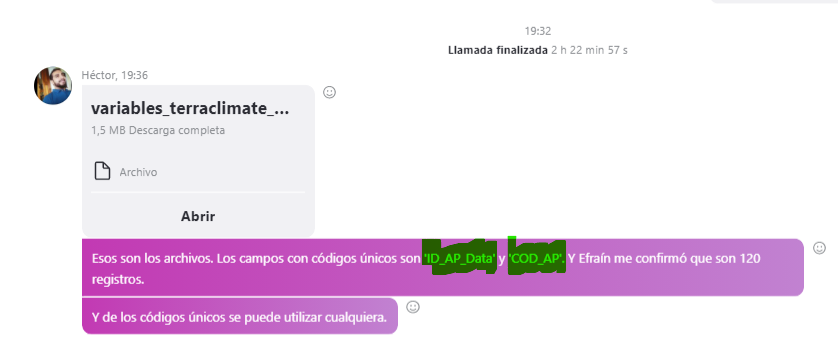 19:32
Llamada finalizada 2 h 22 min 57 s
Héctor, 19:36
variables_terraclimate_...
1,5 MB Descarga completa
Archivo
Abrir
Esos son los archivos. Los campos con códigos únicos son 'ID_AP_Data' y 'COD_AP'. Y Efraín me confirmó que son 120
registros.
Y de los códigos únicos se puede utilizar cualquiera.